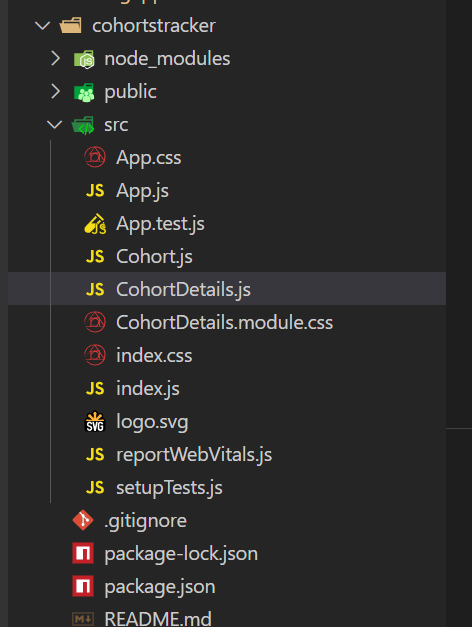 cohortstracker
node_modules
public
src
App.css
JS App.js
App.test.js
JS Cohort.js
JS CohortDetails.js
CohortDetails.module.css
index.css
JS index.js
SVG logo.svg
JS reportWebVitals.js
JS setupTests.js
.gitignore
package-lock.json
package.json
README.md